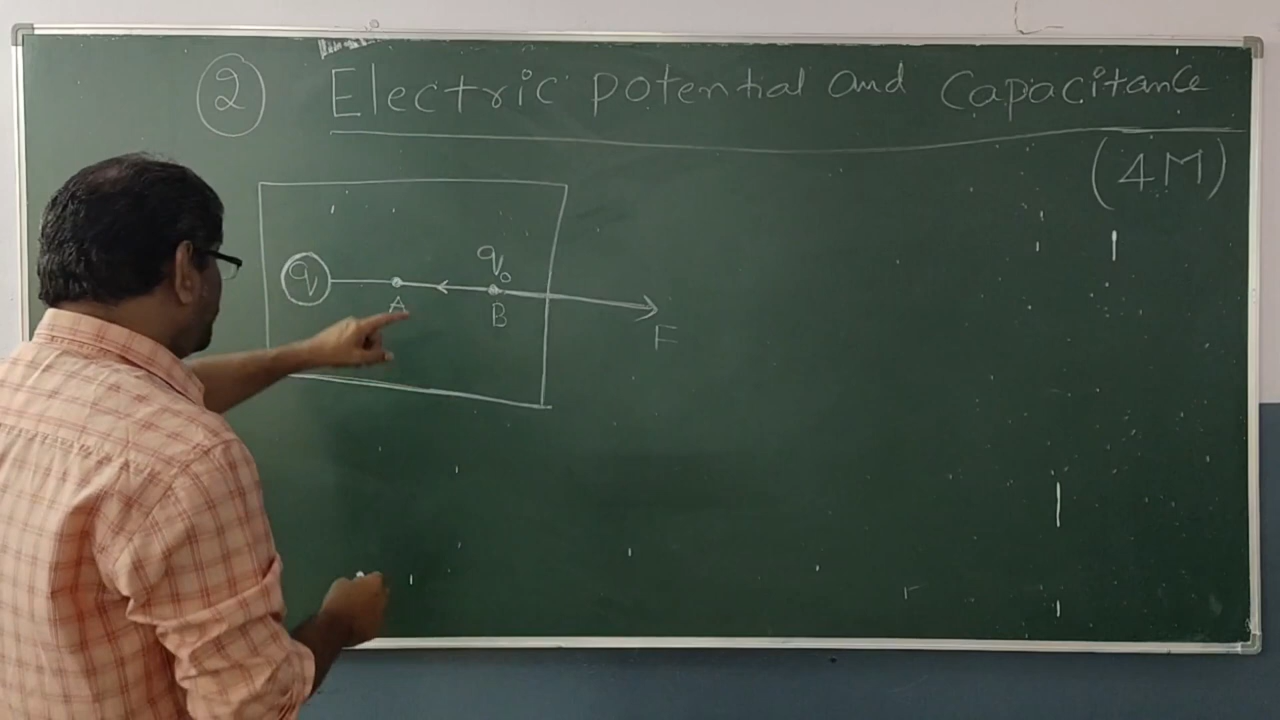 ② Electric potential and Capacitance
(4M)
q A q₀ B F